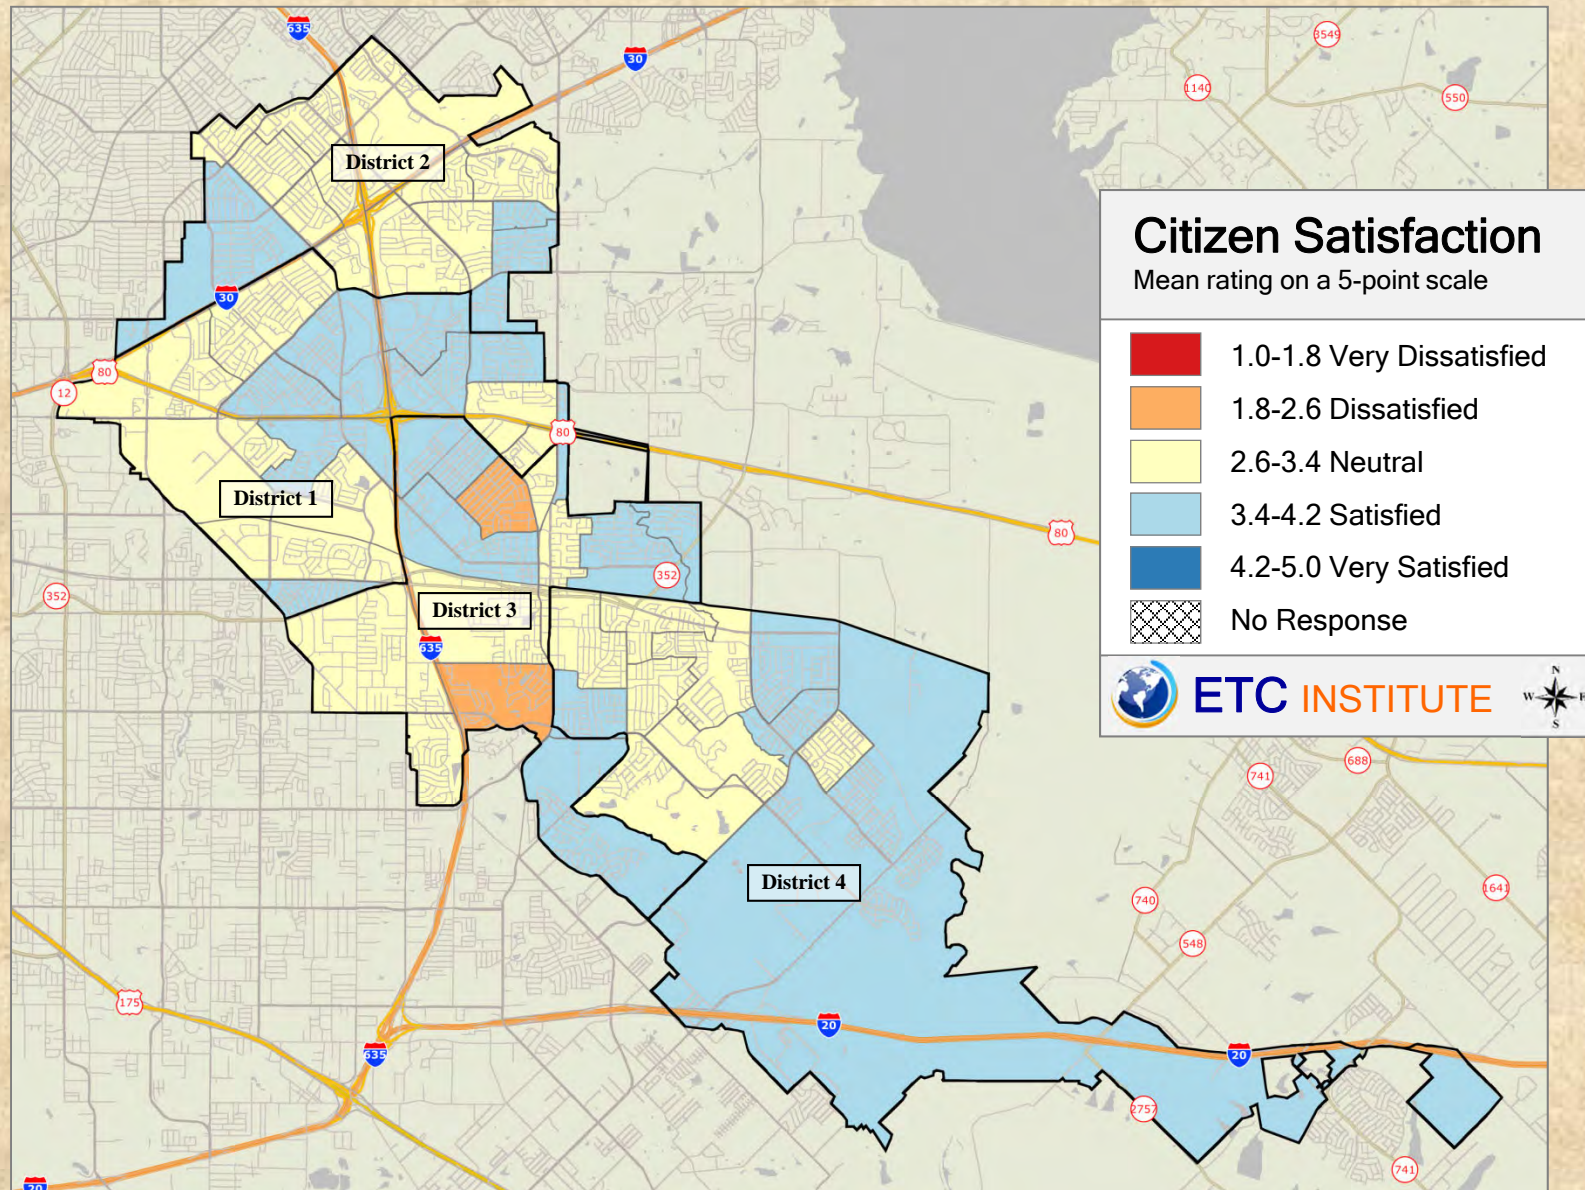 635
30
3549
1140
550
District 2
30
80
12
80
District 1
352
352
80
District 3
635
District 4
741
688
740
548
1641
175
635
20
20
2757
741
20
Citizen Satisfaction
Mean rating on a 5-point scale
1.0-1.8 Very Dissatisfied
1.8-2.6 Dissatisfied
2.6-3.4 Neutral
3.4-4.2 Satisfied
4.2-5.0 Very Satisfied
No Response
ETC INSTITUTE
N
W E
S